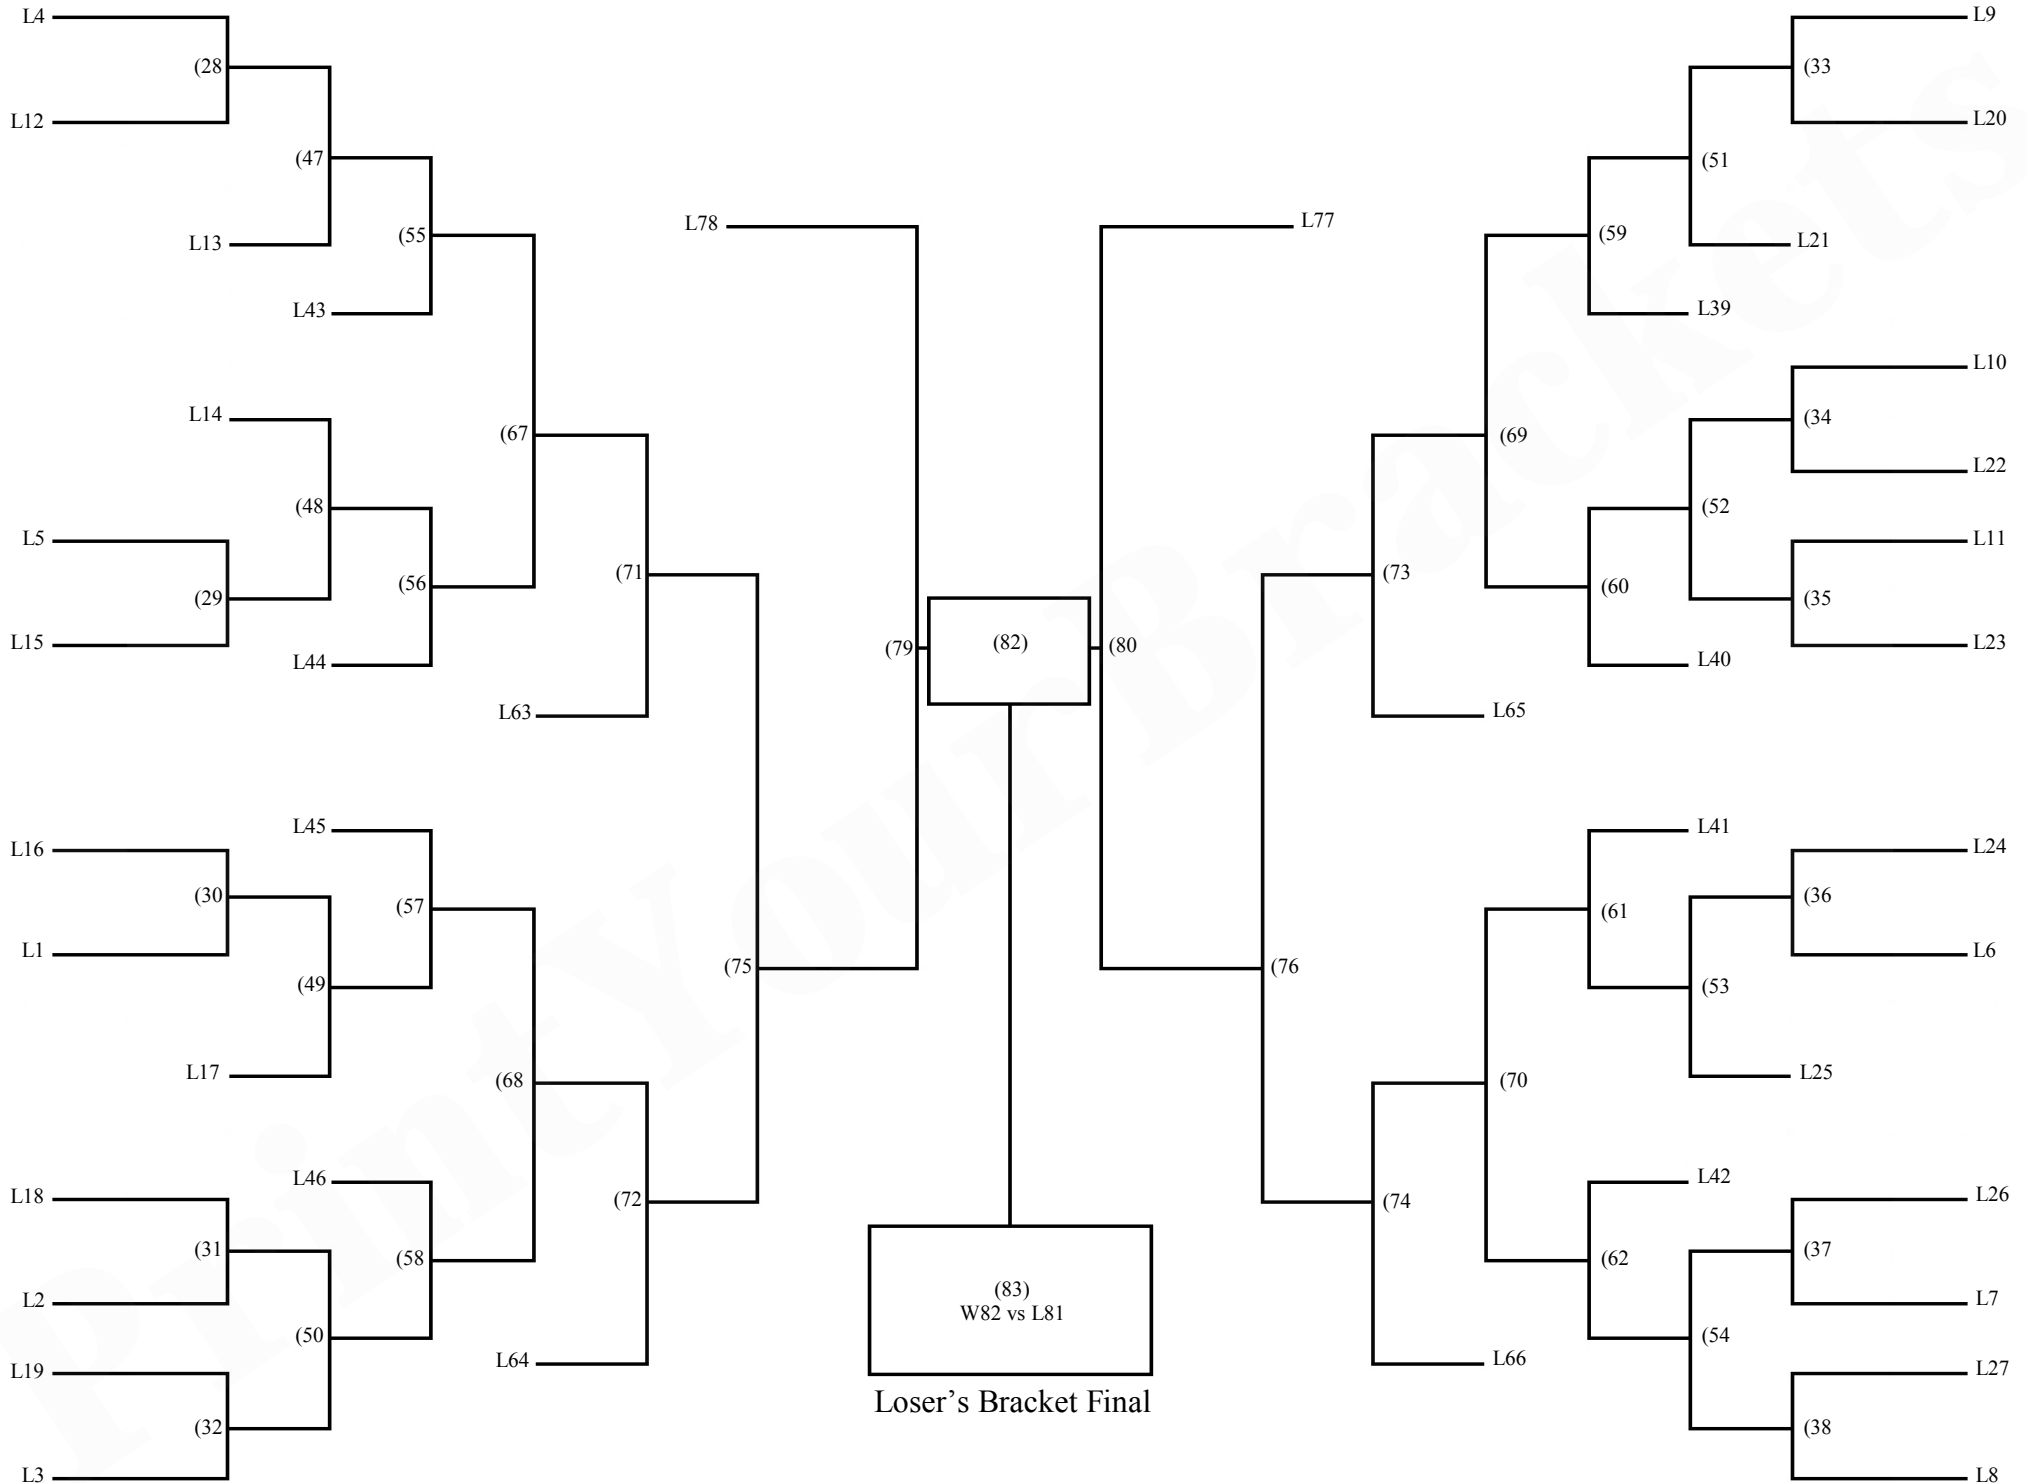 L4
L9
(28
(33
L12
L20
(47
(51
L78
L77
L13
(55
(59
L21
L43
L39
L10
L14
(34
(67
(69
L22
(48
(52
L5
L11
(29
(56
(71
(73
(60
(35
L15
L44
(79
(82)
(80
L40
L23
L63
L65
L45
L41
L16
L24
(30
(57
(61
(36
L1
(75
(76
L6
(49
(53
L17
(68
(70
L25
L46
L42
L18
(72
(74
L26
(31
(58
(62
(37
L2
(83)
W82 vs L81
L7
(50
(54
L19
L64
L66
L27
Loser’s Bracket Final
(32
(38
L3
L8
PrintYourBrackets